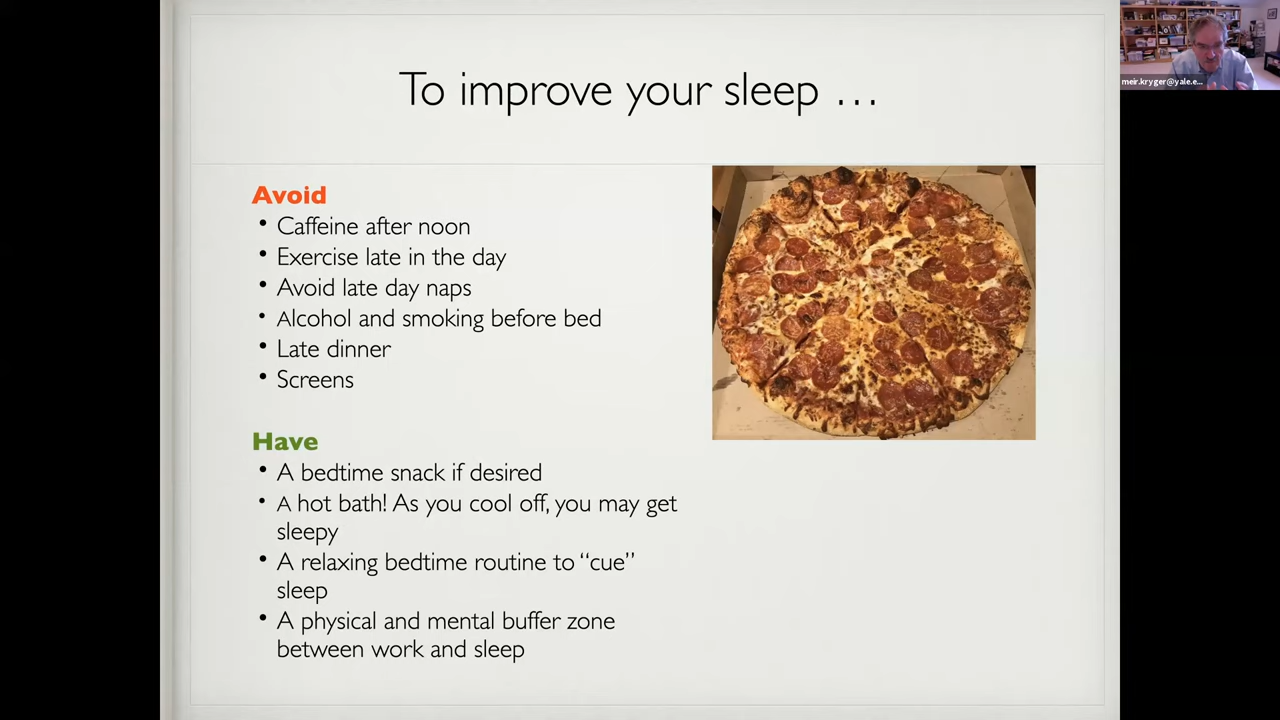 To improve your sleep …
meir.kryger@yale.e...
Avoid
• Caffeine after noon
• Exercise late in the day
• Avoid late day naps
• Alcohol and smoking before bed
• Late dinner
• Screens
Have
• A bedtime snack if desired
• A hot bath! As you cool off, you may get
sleepy
• A relaxing bedtime routine to “cue”
sleep
• A physical and mental buffer zone
between work and sleep